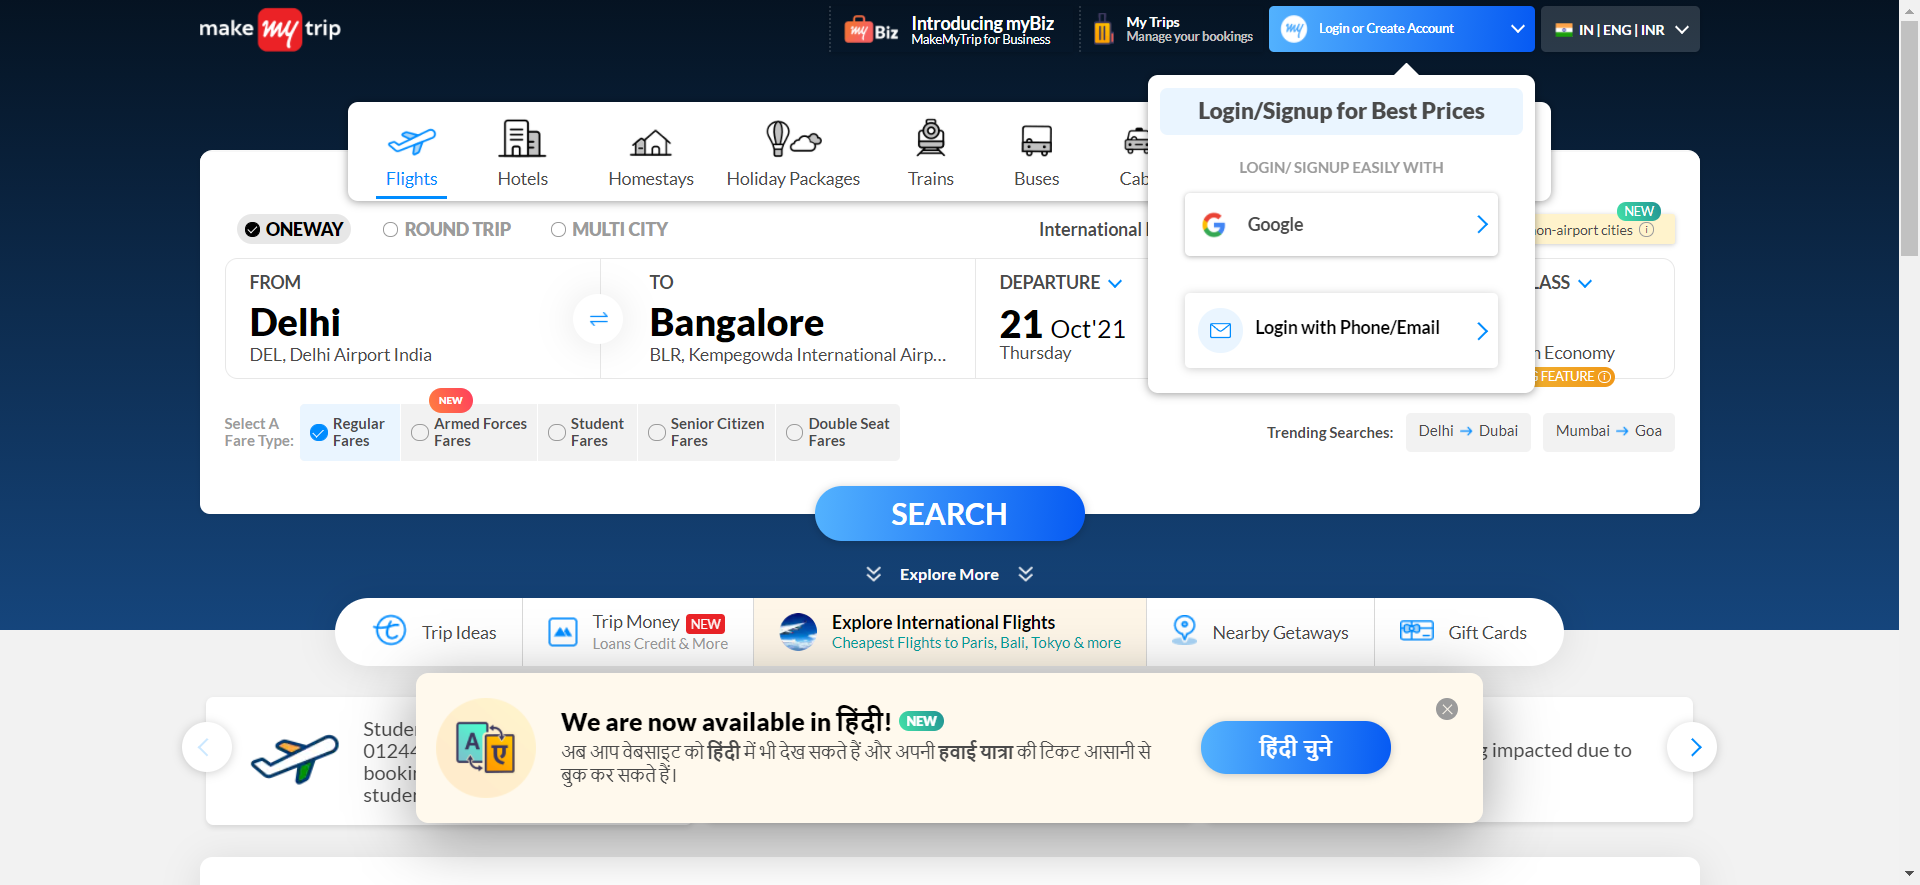 make my trip
my Biz
Introducing myBiz
MakeMyTrip for Business
My Trips
Manage your bookings
my
Login or Create Account
IN | ENG | INR
Login/Signup for Best Prices
LOGIN/ SIGNUP EASILY WITH
Google
Login with Phone/Email
Flights
Hotels
Homestays
Holiday Packages
Trains
Buses
Cab
ONEWAY
ROUND TRIP
MULTI CITY
International
NEW
on-airport cities
FROM
Delhi
DEL, Delhi Airport India
TO
Bangalore
BLR, Kempegowda International Airp...
DEPARTURE
21 Oct'21
Thursday
LASS
Economy
FEATURE
Select A
Fare Type:
Regular
Fares
NEW
Armed Forces
Fares
Student
Fares
Senior Citizen
Fares
Double Seat
Fares
Trending Searches:
Delhi → Dubai
Mumbai → Goa
SEARCH
Explore More
Trip Ideas
Trip Money NEW
Loans Credit & More
Explore International Flights
Cheapest Flights to Paris, Bali, Tokyo & more
Nearby Getaways
Gift Cards
Studen
01244
bookin
studen
A ए
We are now available in हिंदी! NEW
अब आप वेबसाइट को हिंदी में भी देख सकते हैं और अपनी हवाई यात्रा की टिकट आसानी से
बुक कर सकते हैं।
हिंदी चुने
impacted due to